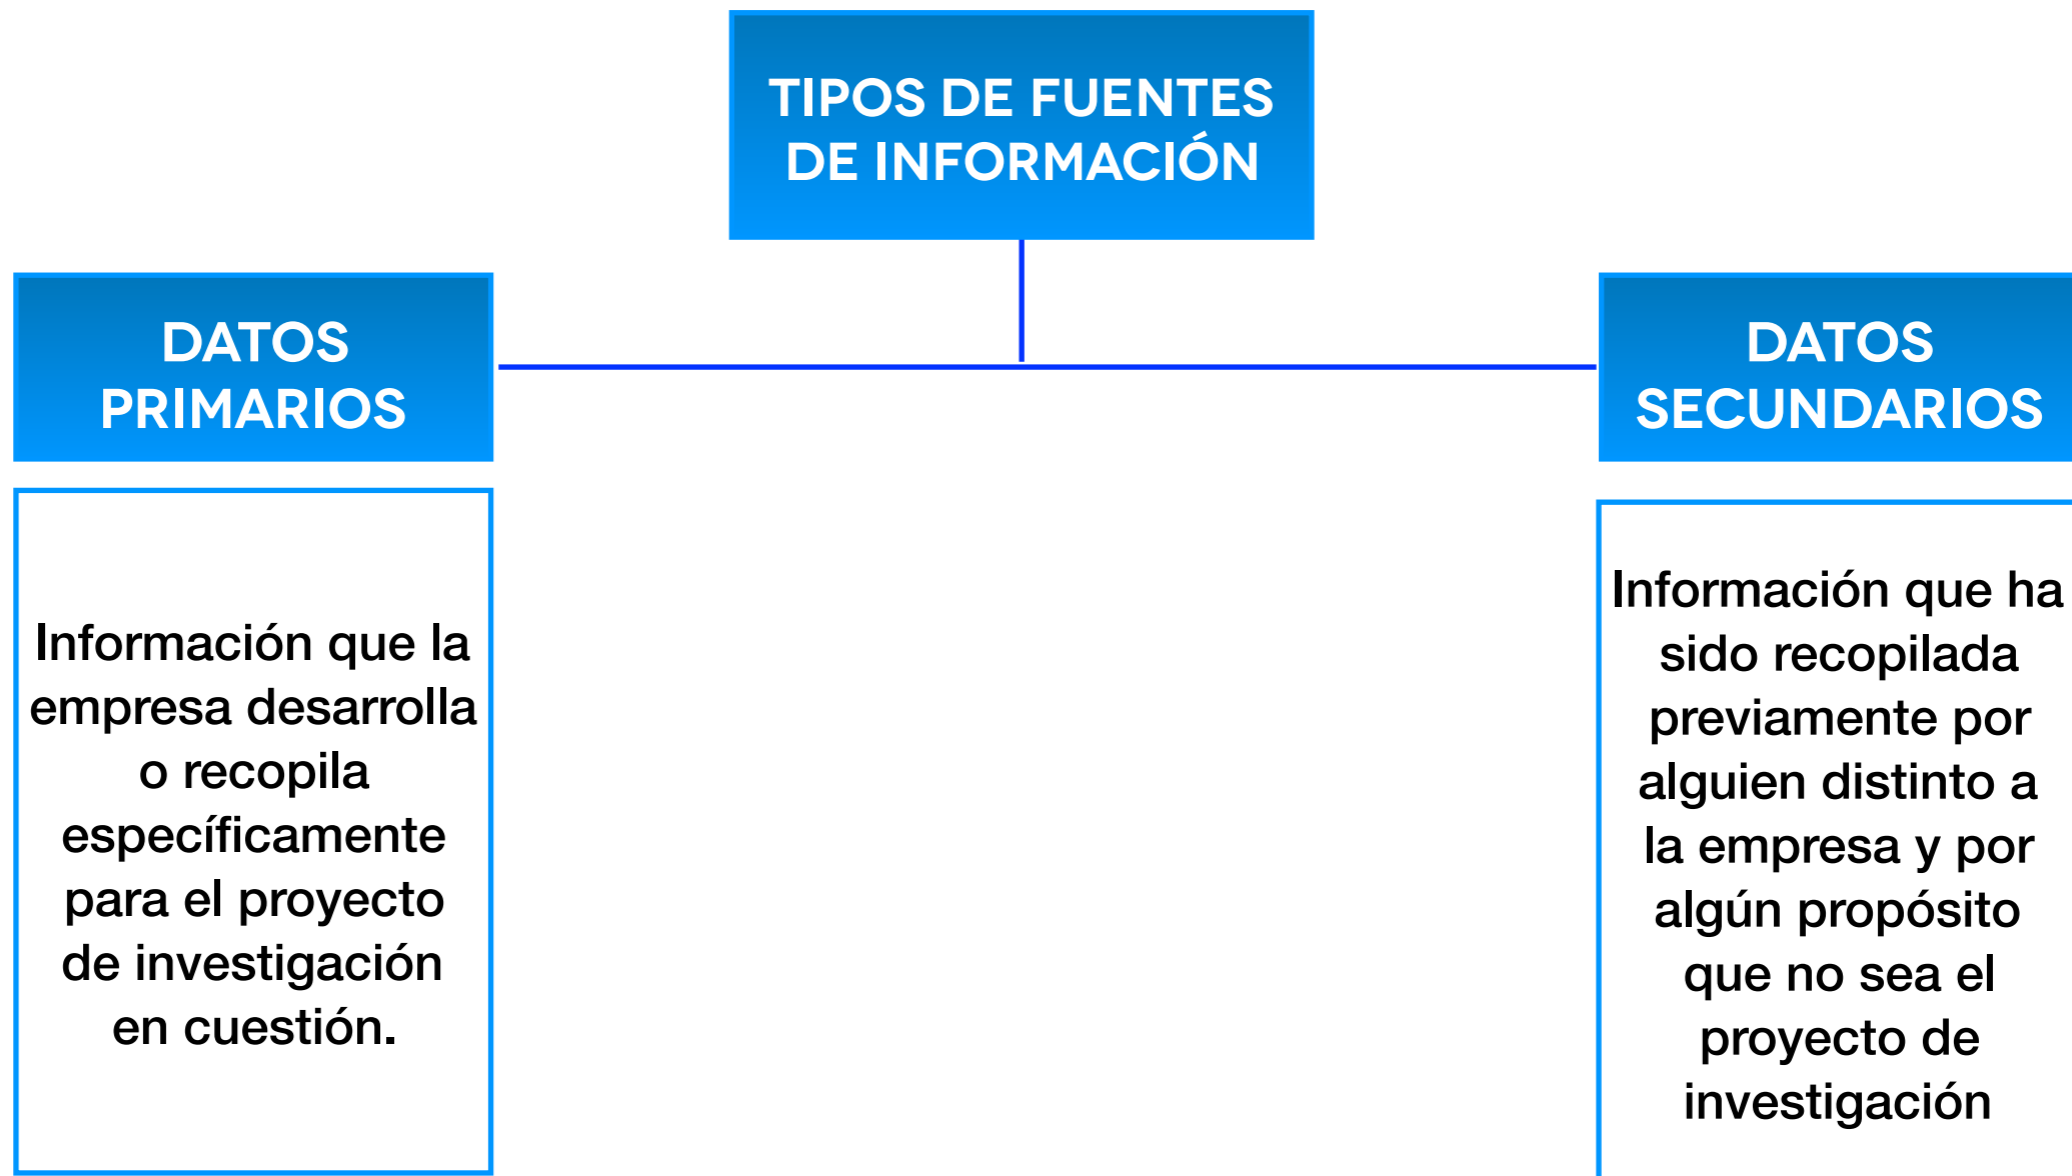 TIPOS DE FUENTES
DE INFORMACIÓN
DATOS
PRIMARIOS
Información que la
empresa desarrolla
o recopila
específicamente
para el proyecto
de investigación
en cuestión.
DATOS
SECUNDARIOS
Información que ha
sido recopilada
previamente por
alguien distinto a
la empresa y por
algún propósito
que no sea el
proyecto de
investigación